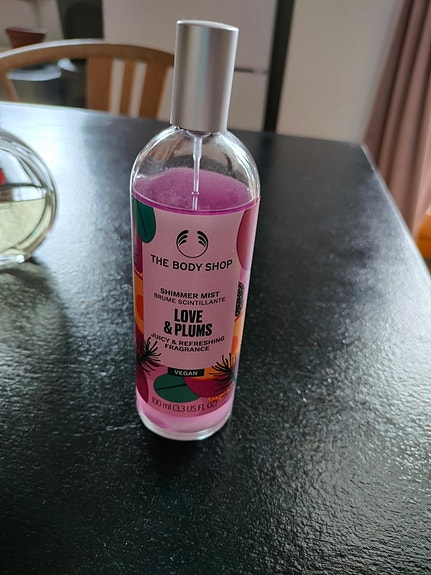 THE BODY SHOP
SHIMMER MIST
BRUME SCINTILLANTE
LOVE
& PLUMS
JUICY & REFRESHING
FRAGRANCE
VEGAN
100 ml (3.3 US FL OZ)